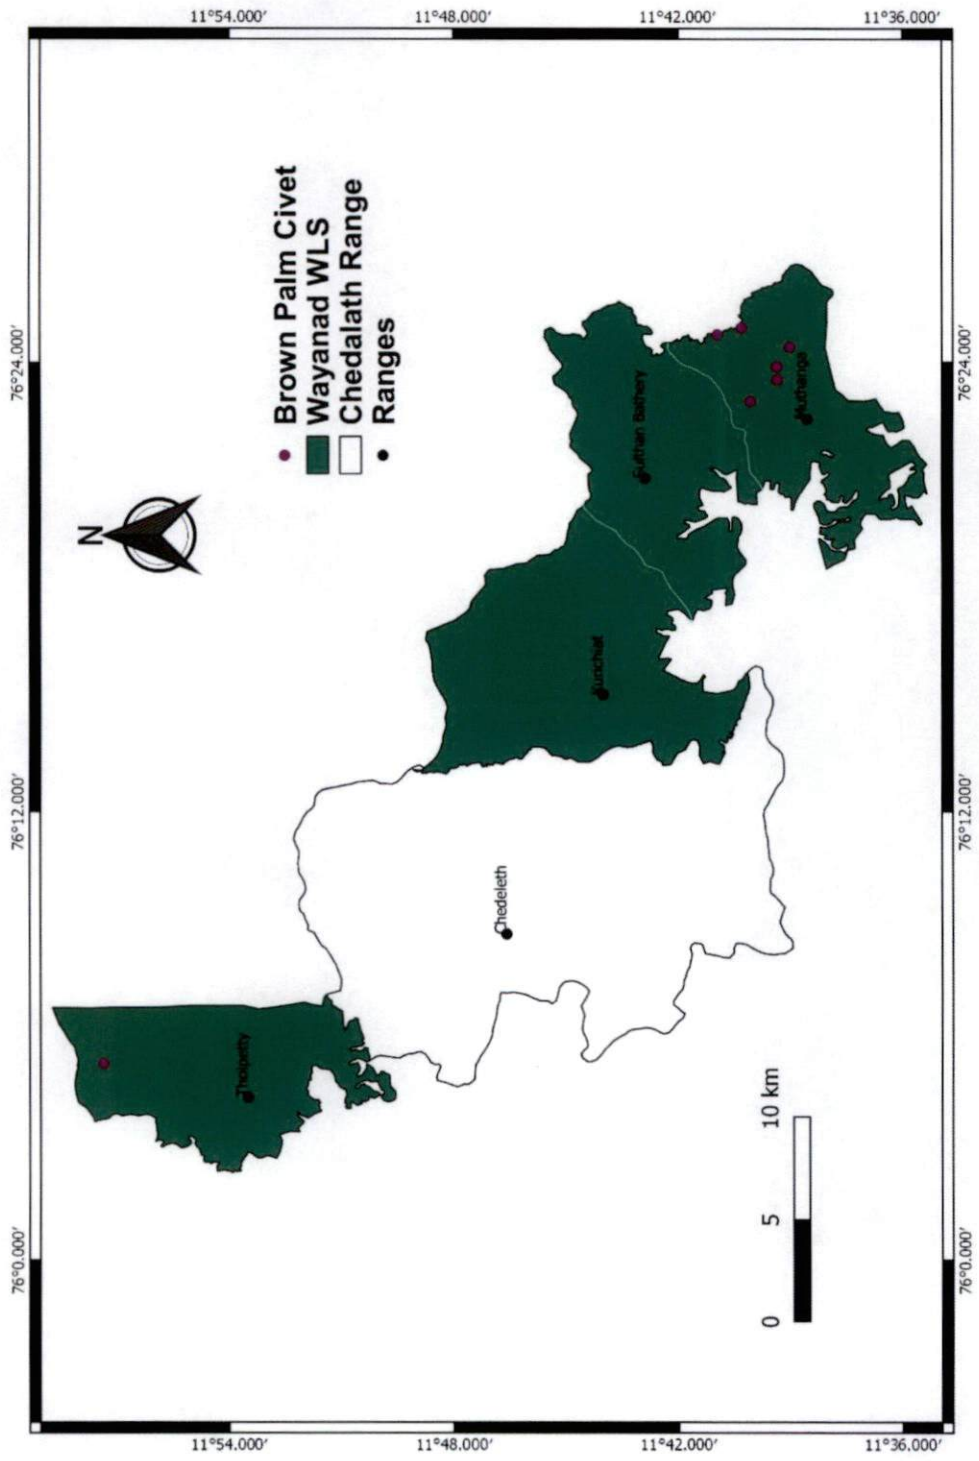 76°0.000′
76°12.000′
76°24.000′
N
11°54.000′
11°54.000′
Tholpetty
Brown Palm Civet
Wayanad WLS
Chedalath Range
Ranges
11°48.000′
11°48.000′
Chedeleth
Kurichiat
Sulthan Bathery
11°42.000′
11°42.000′
Muthanga
0
5
10 km
11°36.000′
11°36.000′
76°0.000′
76°12.000′
76°24.000′